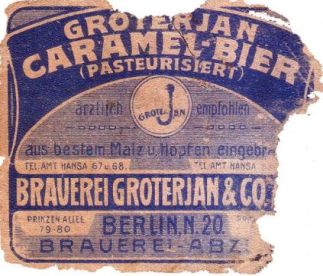 GROTERJAN
CARAMEL-BIER
(PASTEURISIERT)
ärztlich empfohlen
GROTERJAN
aus bestem Malz u. Hopfen eingebr
TEL. AMT HANSA 67 u. 68. TEL. AMT HANSA
BRAUEREI GROTERJAN & CO
PRINZEN ALLEE
79-80
BERLIN, N. 20.
BRAUEREI-ABZ